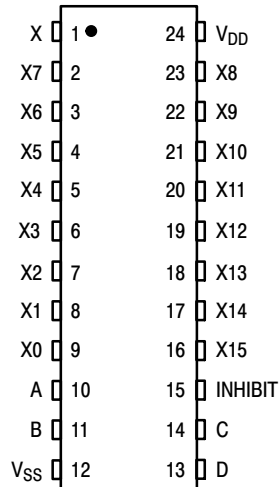 X 1 24 VDD
X7 2 23 X8
X6 3 22 X9
X5 4 21 X10
X4 5 20 X11
X3 6 19 X12
X2 7 18 X13
X1 8 17 X14
X0 9 16 X15
A 10 15 INHIBIT
B 11 14 C
VSS 12 13 D